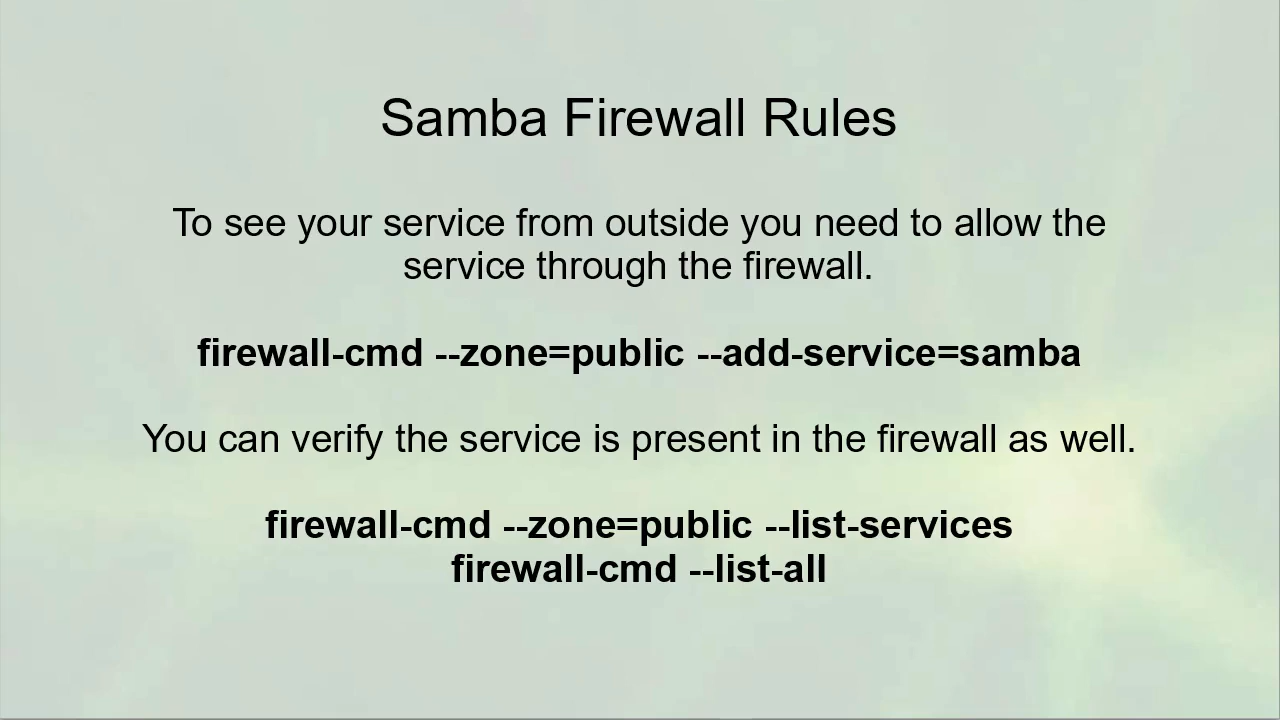 Samba Firewall Rules
To see your service from outside you need to allow the
service through the firewall.
firewall-cmd --zone=public --add-service=samba
You can verify the service is present in the firewall as well.
firewall-cmd --zone=public --list-services
firewall-cmd --list-all